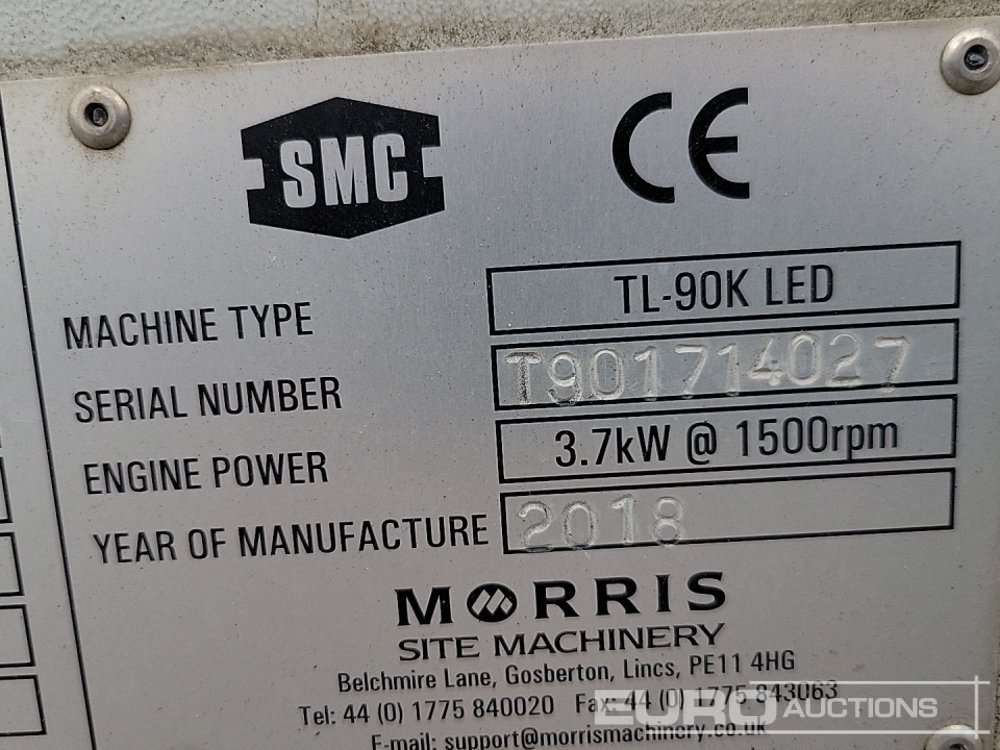 SMC CE
MACHINE TYPE TL-90K LED
SERIAL NUMBER T901714027
ENGINE POWER 3.7kW @ 1500rpm
YEAR OF MANUFACTURE 2018
MORRIS
SITE MACHINERY
Belchmire Lane, Gosberton, Lincs, PE11 4HG
Tel: 44 (0) 1775 840020 Fax: 44 (0) 1775 843063
E-mail: support@morrismachinery.co.uk
EURO AUCTIONS